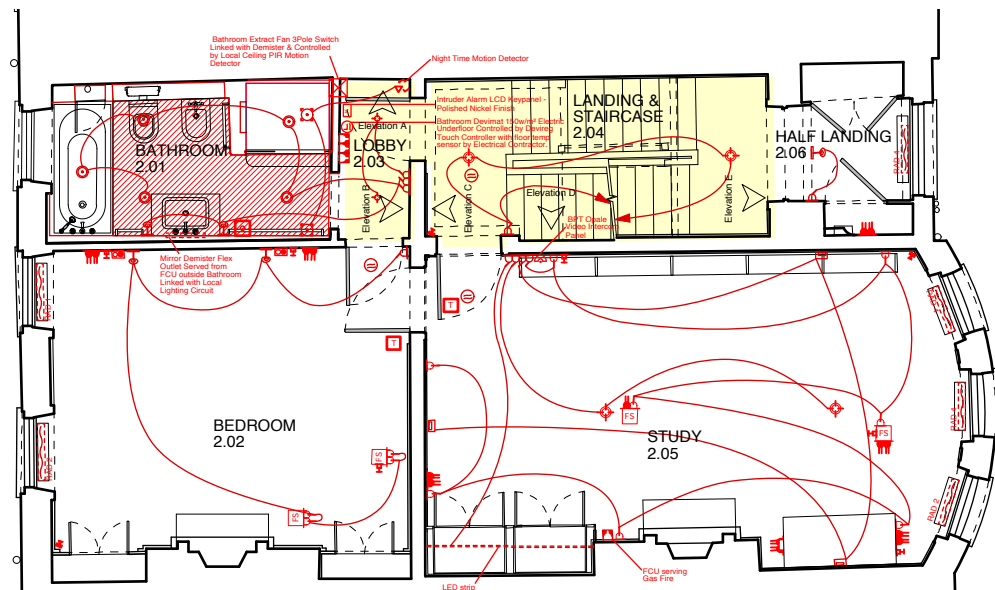 Bathroom Extract Fan 3Pole Switch
Linked with Demister & Controlled
by Local Ceiling PIR Motion
Detector
Night Time Motion Detector
Intruder Alarm LCD Keypanel -
Polished Nickel Finish
Bathroom Devimat 150w/m² Electric
Underfloor Controlled by Devireg
Touch Controller with floor temp
sensor by Electrical Contractor.
LANDING &
STAIRCASE
2.04
Elevation A
LOBBY
2.03
BATHROOM
2.01
HALF LANDING
2.06
RAD 1
Elevation B
Elevation C
Elevation D
Elevation E
BPT Opale
Video Intercom
Panel
Mirror Demister Flex
Outlet Served from
FCU outside Bathroom
Linked with Local
Lighting Circuit
T
T
RAD 1
BEDROOM
2.02
FS
FS
RAD 2
STUDY
2.05
FS
FS
RAD 1
RAD 2
FCU serving
Gas Fire
LED strip